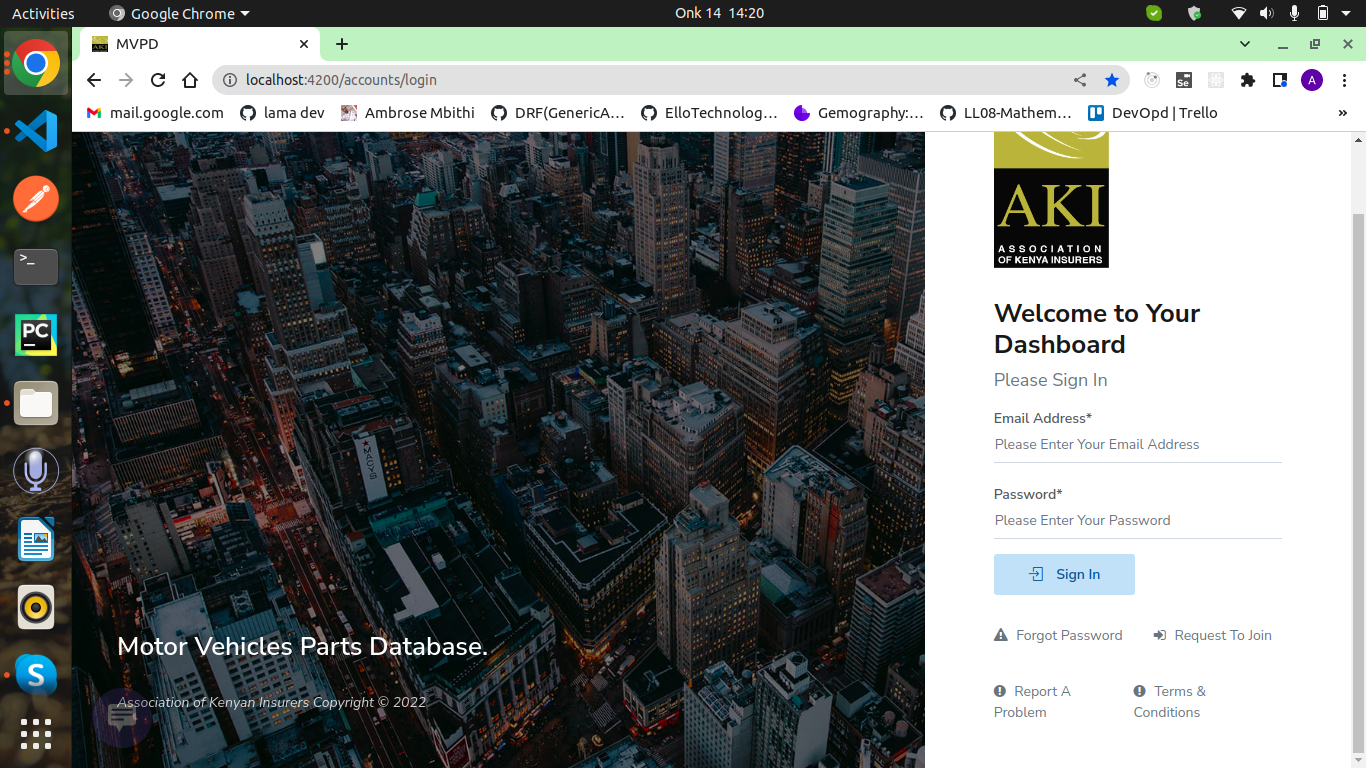 Activities
Google Chrome
Onk 14 14:20
MVPD
localhost:4200/accounts/login
Se
A
mail.google.com
lama dev
Ambrose Mbithi
DRF(GenericA…
ElloTechnolog…
Gemography:…
LL08-Mathem…
DevOpd | Trello
»
>_
PC
S
MACYS
AKI
ASSOCIATION
OF KENYA INSURERS
Welcome to Your
Dashboard
Please Sign In
Email Address*
Please Enter Your Email Address
Password*
Please Enter Your Password
Sign In
Forgot Password
Request To Join
Report A
Problem
Terms &
Conditions
Motor Vehicles Parts Database.
Association of Kenyan Insurers Copyright © 2022